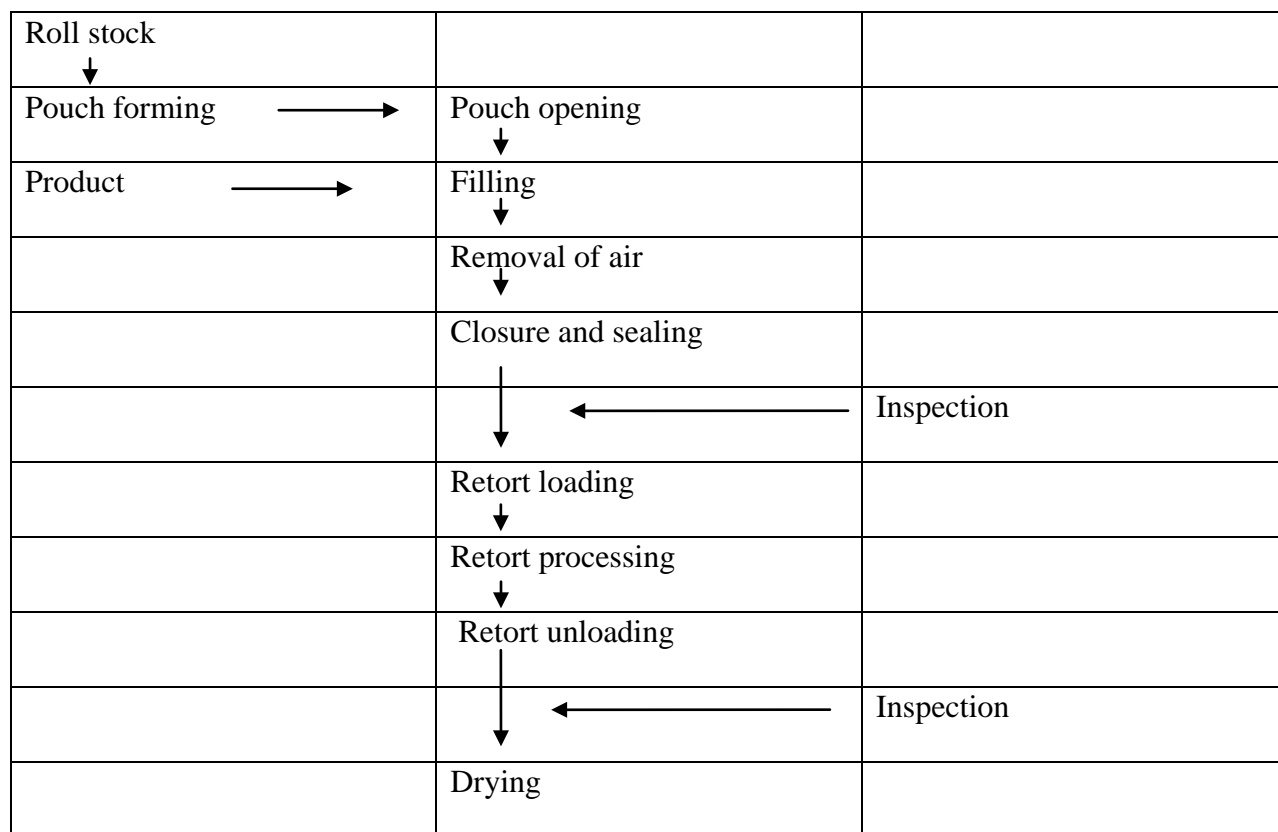 Roll stock
Pouch forming
Pouch opening
Product
Filling
Removal of air
Closure and sealing
Inspection
Retort loading
Retort processing
Retort unloading
Inspection
Drying